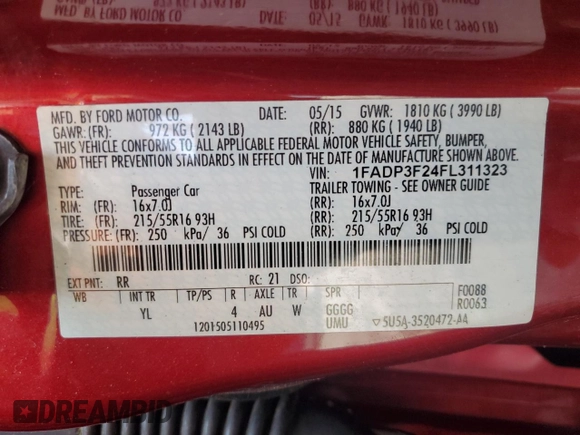 MFD. BY FORD MOTOR CO.
DATE: 05/15 GVWR: 1810 KG ( 3990 LB)
GAWR: (FR): 972 KG ( 2143 LB) (RR): 880 KG ( 1940 LB)
THIS VEHICLE CONFORMS TO ALL APPLICABLE FEDERAL MOTOR VEHICLE SAFETY, BUMPER,
AND THEFT PREVENTION STANDARDS IN EFFECT ON THE DATE OF MANUFACTURE SHOWN ABOVE.
VIN: 1FADP3F24FL311323
TYPE: Passenger Car TRAILER TOWING - SEE OWNER GUIDE
RIM: (FR): 16x7.0J (RR): 16x7.0J
TIRE: (FR): 215/55R16 93H (RR): 215/55R16 93H
PRESSURE: (FR): 250 kPa/ 36 PSI COLD (RR): 250 kPa/ 36 PSI COLD
EXT PNT: RR RC: 21 DSO: F0088
WB INT TR TP/PS R AXLE TR SPR R0063
YL 4 AU W GGGG
UMU
1201505110495 ▽5U5A-3520472-AA
DREAMBID